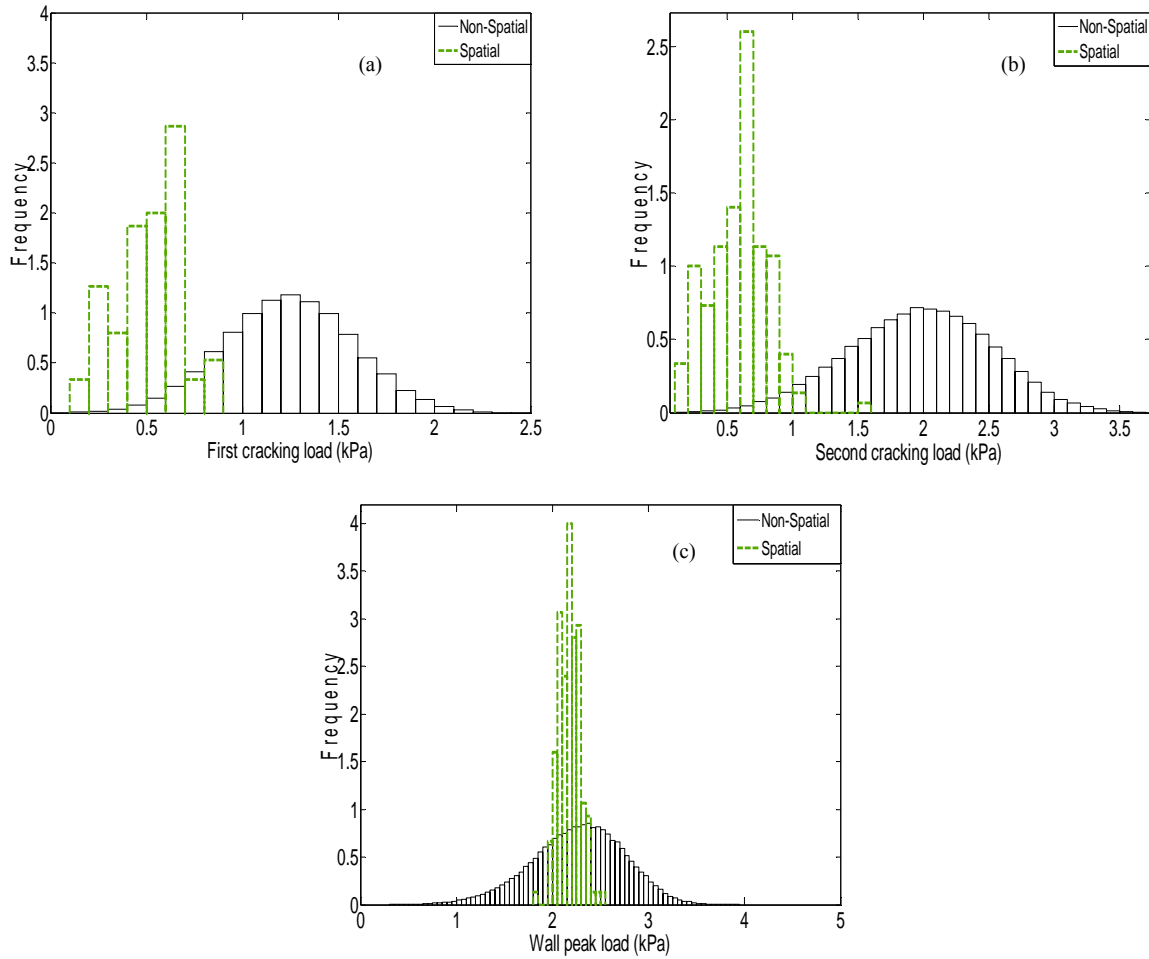 4
3.5
3
2.5
2
1.5
1
0.5
0
Frequency
0 0.5 1 1.5 2 2.5
First cracking load (kPa)
Non-Spatial
Spatial
(a)
2.5
2
1.5
1
0.5
0
Frequency
0.5 1 1.5 2 2.5 3 3.5
Second cracking load (kPa)
Non-Spatial
Spatial
(b)
4
3.5
3
2.5
2
1.5
1
0.5
0
Frequency
0 1 2 3 4 5
Wall peak load (kPa)
Non-Spatial
Spatial
(c)